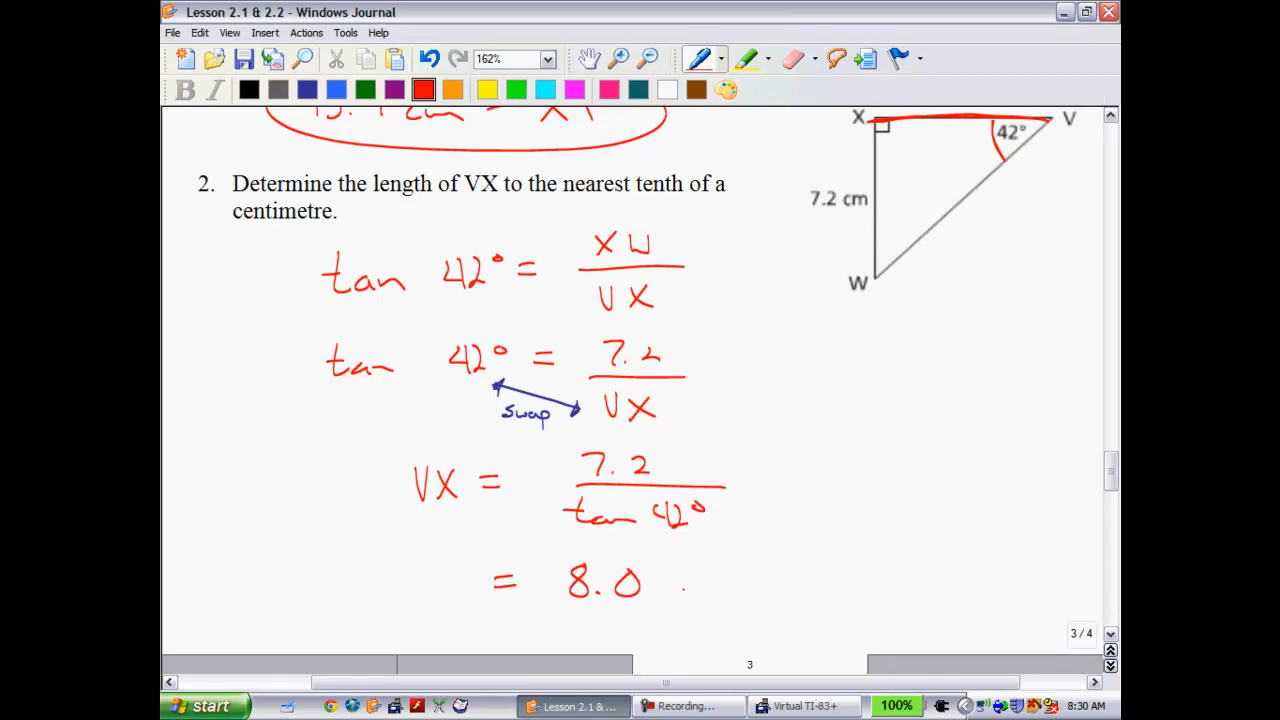 Lesson 2.1 & 2.2 - Windows Journal
File Edit View Insert Actions Tools Help
162%
B I
X V
42°
7.2 cm
W
2. Determine the length of VX to the nearest tenth of a
centimetre.
tan 42° = XW
VX
tan 42° = 7.2
VX
swap
VX = 7.2
tan 42°
= 8.0
3 / 4
3
start
Lesson 2.1 & ...
Recording...
Virtual TI-83+
100%
8:30 AM